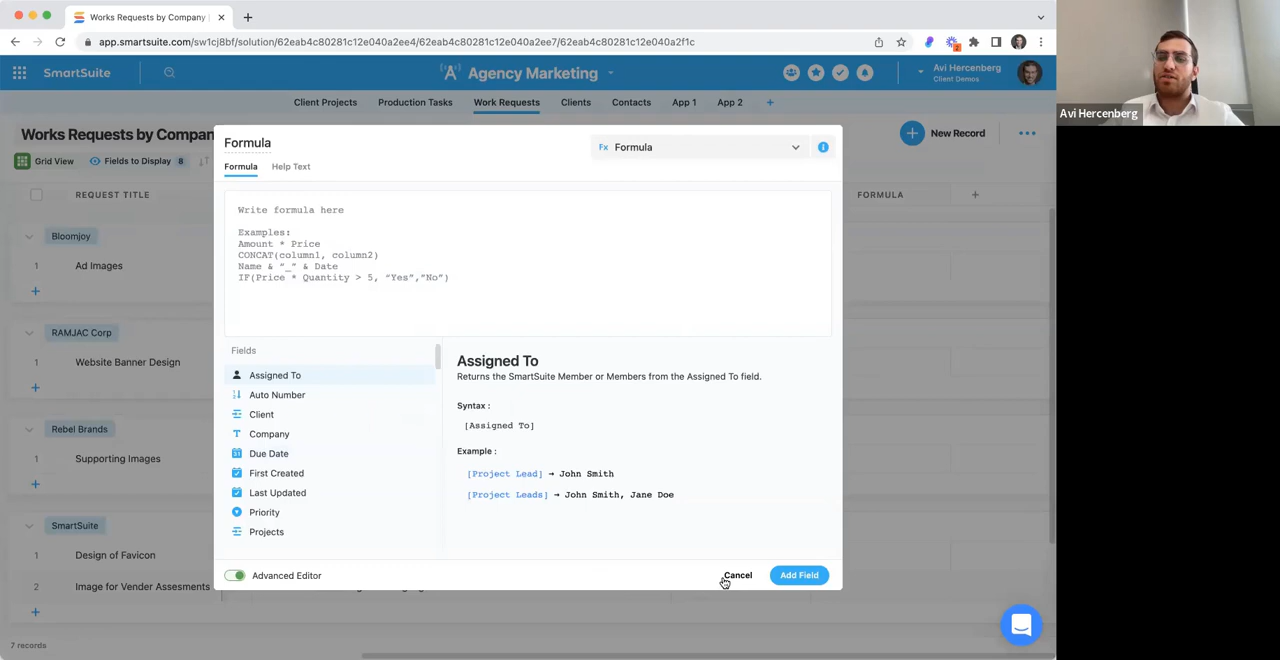 Works Requests by Company
app.smartsuite.com/sw1cj8bf/solution/62eab4c80281c12e040a2ee4/62eab4c80281c12e040a2ee7/62eab4c80281c12e040a2f1c
2
SmartSuite
Agency Marketing
Avi Hercenberg
Client Demos
Client Projects
Production Tasks
Work Requests
Clients
Contacts
App 1
App 2
Avi Hercenberg
Works Requests by Compan
New Record
Grid View
Fields to Display 8
REQUEST TITLE
FORMULA
Bloomjoy
1 Ad Images
RAMJAC Corp
1 Website Banner Design
Rebel Brands
1 Supporting Images
SmartSuite
1 Design of Favicon
2 Image for Vender Assesments
7 records
Formula
Fx Formula
Formula
Help Text
Write formula here
Examples:
Amount * Price
CONCAT(column1, column2)
Name & “_” & Date
IF(Price * Quantity > 5, “Yes”,”No”)
Fields
Assigned To
Auto Number
Client
Company
Due Date
First Created
Last Updated
Priority
Projects
Assigned To
Returns the SmartSuite Member or Members from the Assigned To field.
Syntax :
[Assigned To]
Example :
[Project Lead] → John Smith
[Project Leads] → John Smith, Jane Doe
Advanced Editor
Cancel
Add Field